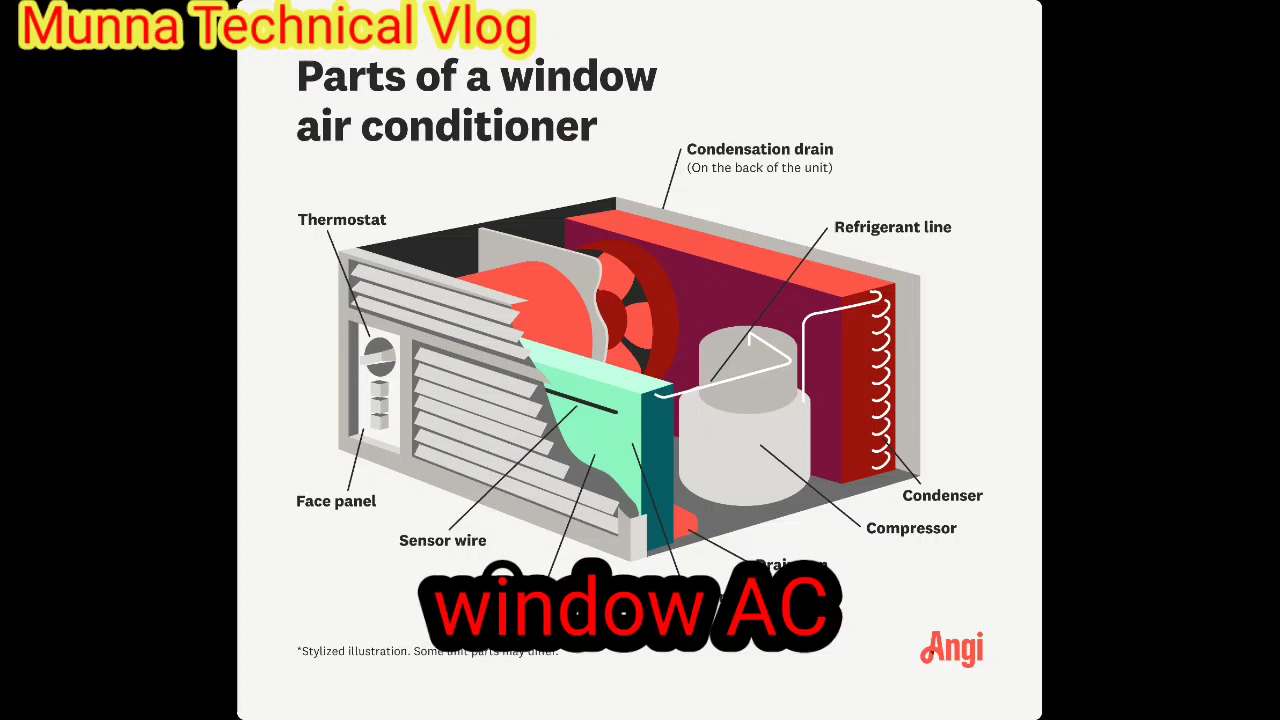 Munna Technical Vlog
Parts of a window
air conditioner
Condensation drain
(On the back of the unit)
Thermostat
Refrigerant line
Face panel
Condenser
Sensor wire
Compressor
window AC
*Stylized illustration. Some unit parts may differ.
Angi